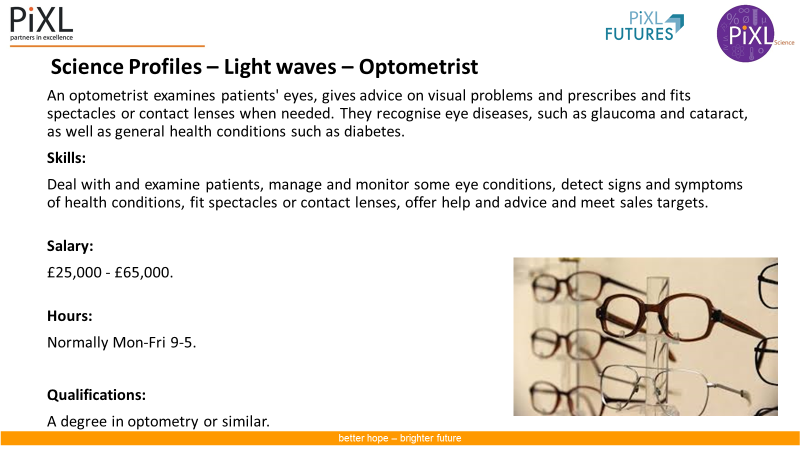 PiXL
partners in excellence
PiXL
FUTURES
PiXL
Science
Science Profiles – Light waves – Optometrist
An optometrist examines patients' eyes, gives advice on visual problems and prescribes and fits
spectacles or contact lenses when needed. They recognise eye diseases, such as glaucoma and cataract,
as well as general health conditions such as diabetes.
Skills:
Deal with and examine patients, manage and monitor some eye conditions, detect signs and symptoms
of health conditions, fit spectacles or contact lenses, offer help and advice and meet sales targets.
Salary:
£25,000 - £65,000.
Hours:
Normally Mon-Fri 9-5.
Qualifications:
A degree in optometry or similar.
better hope – brighter future